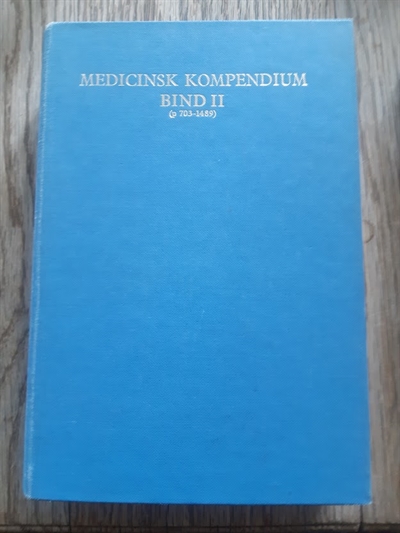 MEDICINSK KOMPENDIUM
BIND II
(p 703-1489)